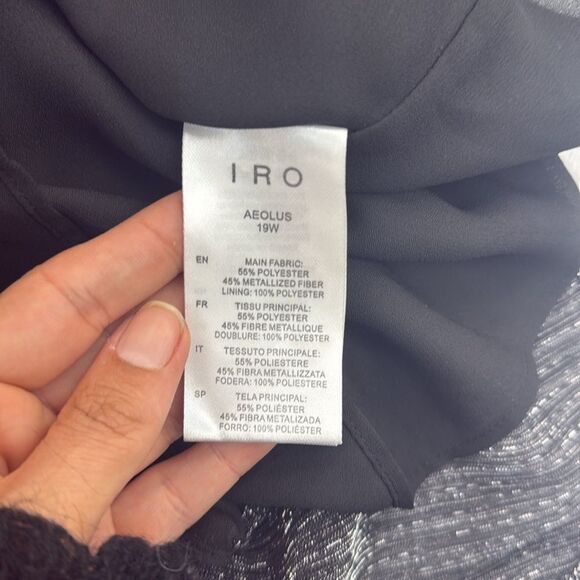 IRO
AEOLUS
19W
EN MAIN FABRIC:
55% POLYESTER
45% METALLIZED FIBER
LINING: 100% POLYESTER
FR TISSU PRINCIPAL:
55% POLYESTER
45% FIBRE METALLIQUE
DOUBLURE: 100% POLYESTER
IT TESSUTO PRINCIPALE:
55% POLIESTERE
45% FIBRA METALLIZZATA
FODERA: 100% POLIESTERE
SP TELA PRINCIPAL:
55% POLIÉSTER
45% FIBRA METALIZADA
FORRO: 100% POLIÉSTER